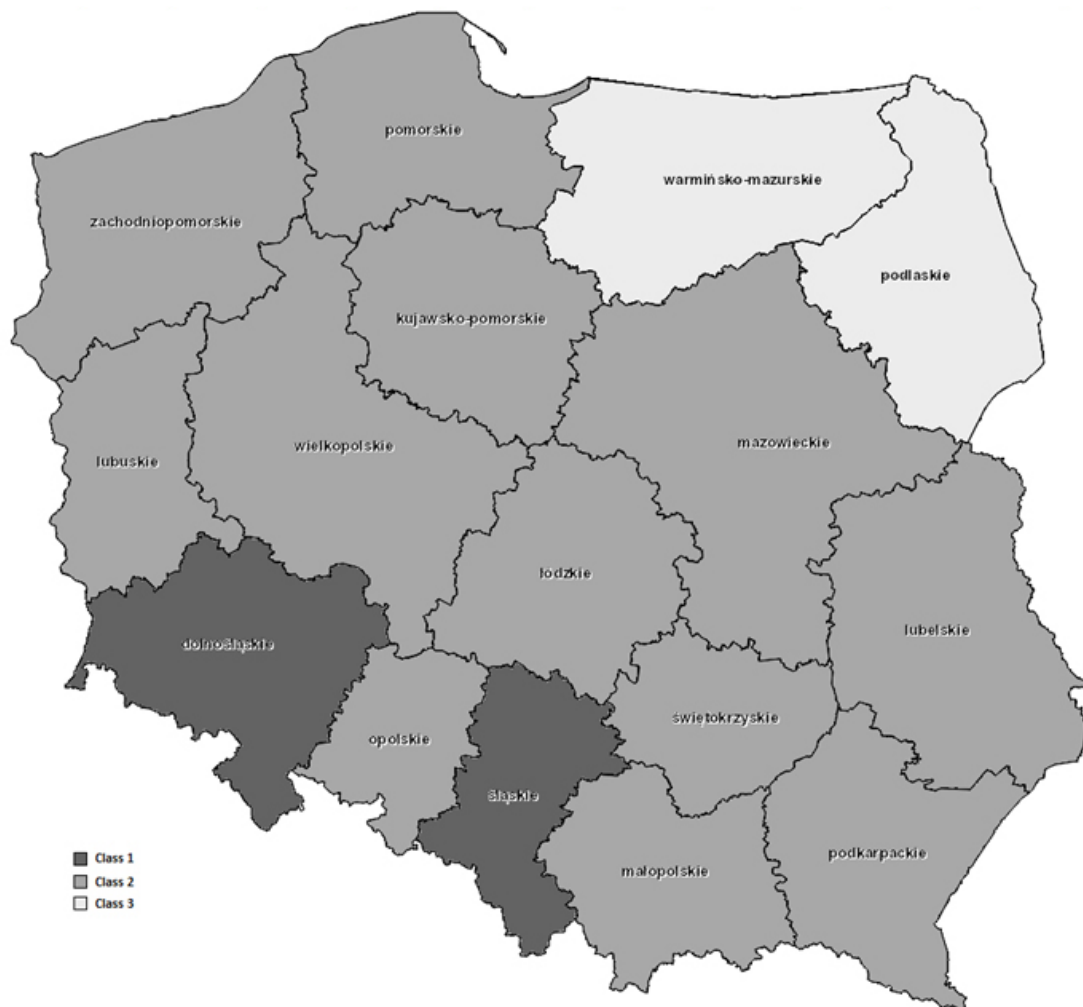 pomorskie
warmińsko-mazurskie
zachodniopomorskie
podlaskie
kujawsko-pomorskie
wielkopolskie
mazowieckie
lubuskie
łódzkie
dolnośląskie
lubelskie
świętokrzyskie
opolskie
śląskie
podkarpackie
małopolskie
Class 1
Class 2
Class 3